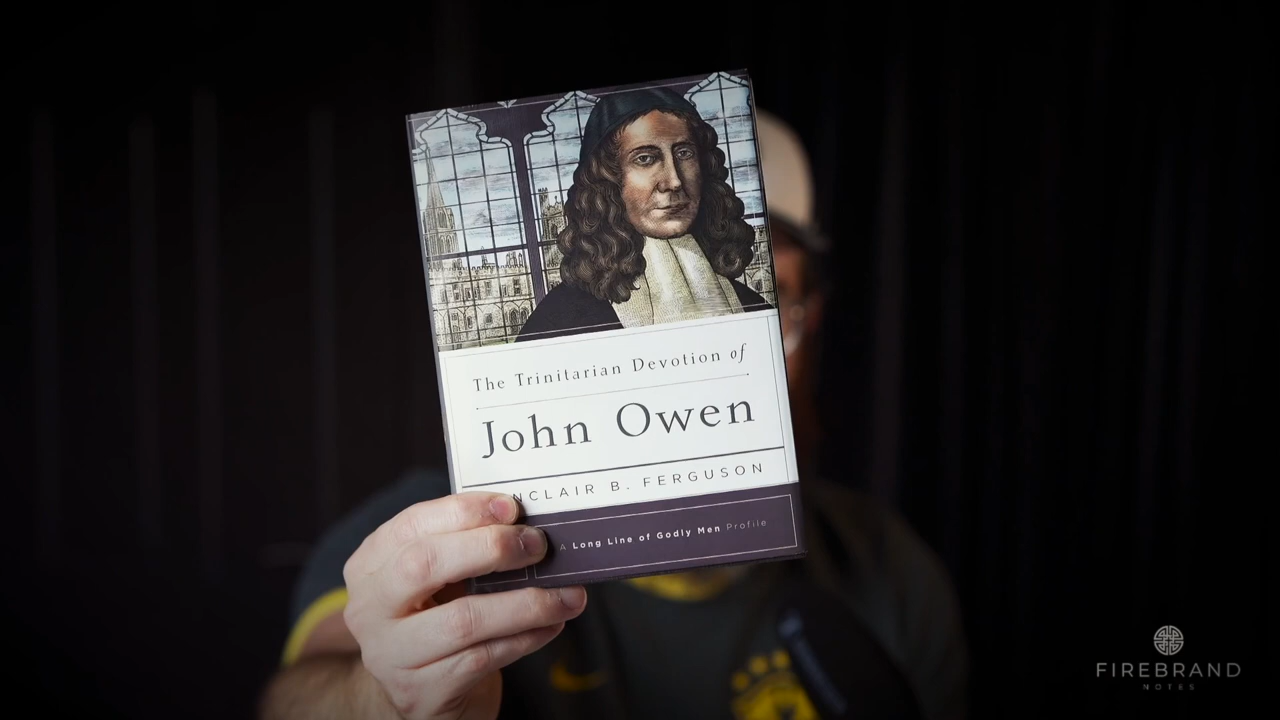 The Trinitarian Devotion of
John Owen
NCLAIR B. FERGUSON
A Long Line of Godly Men Profile
FIREBRAND
NOTES